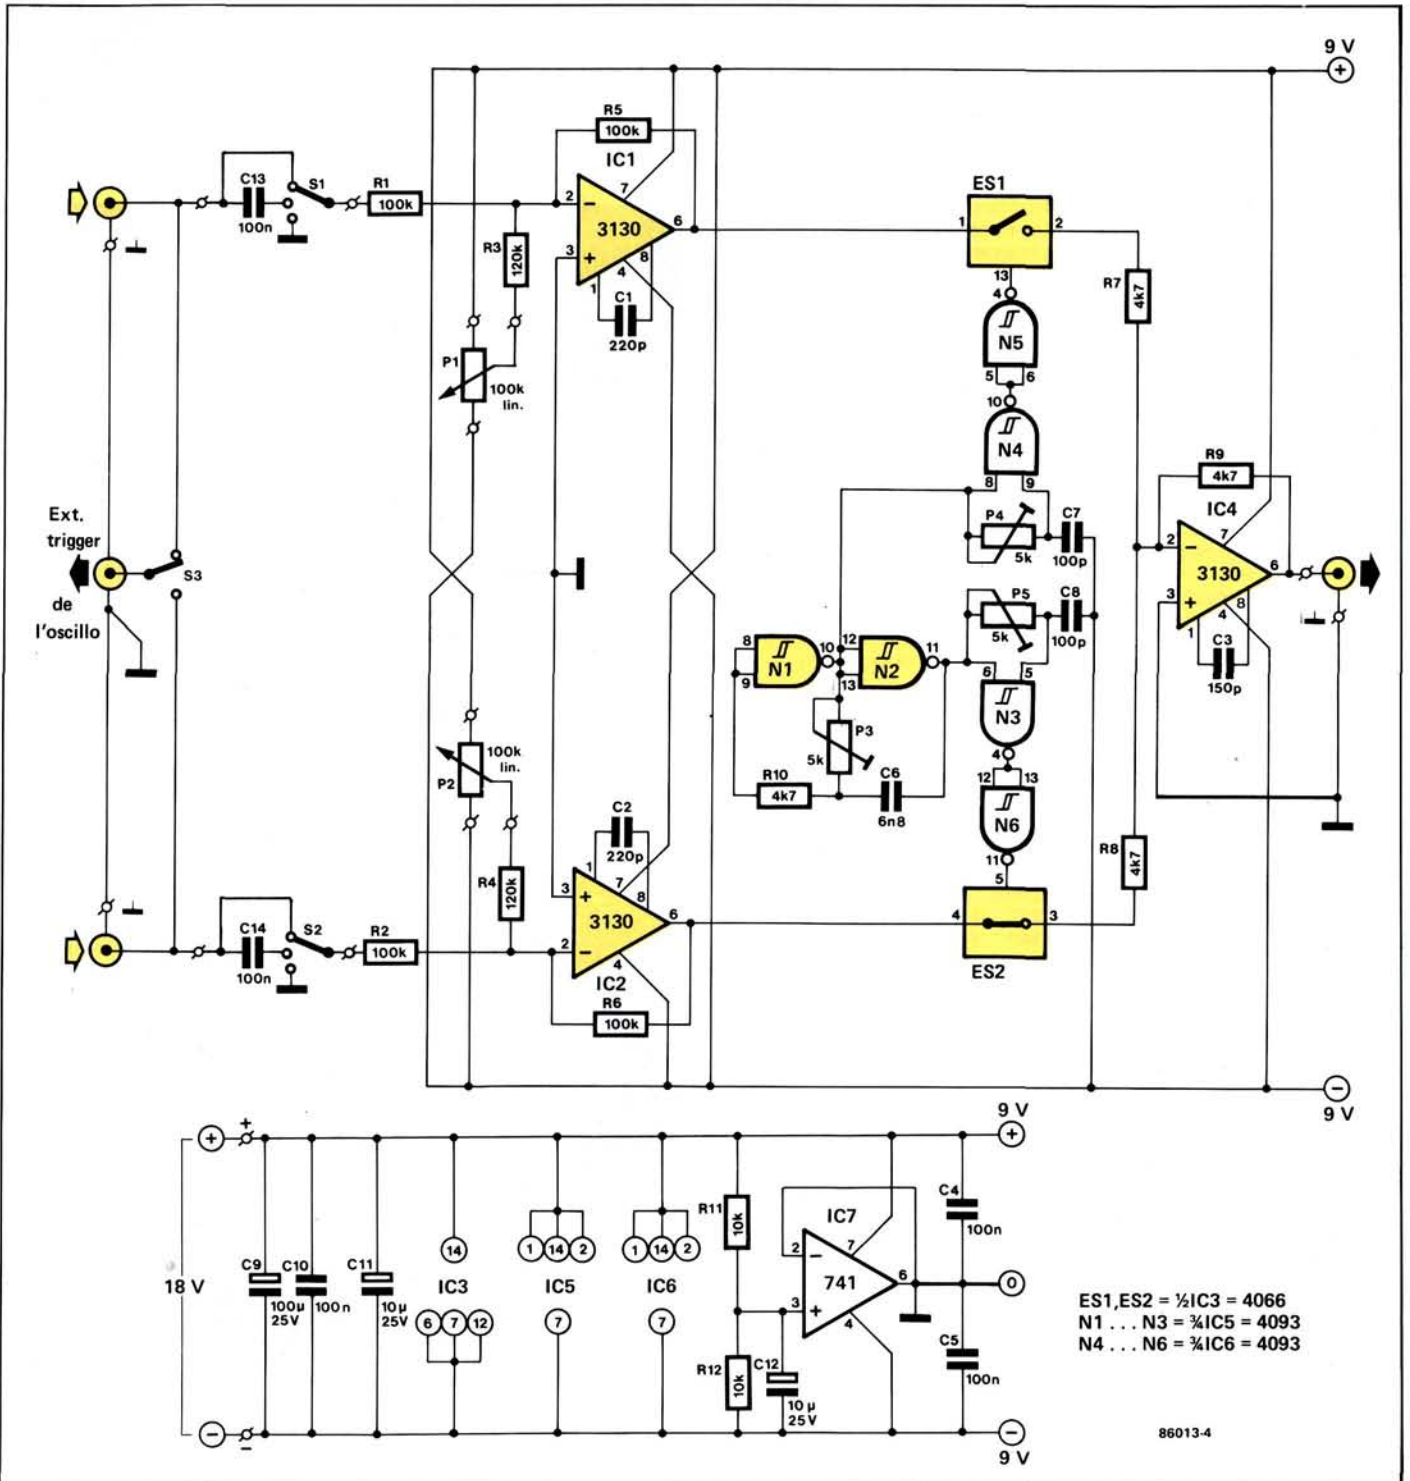 9 V
+
R5
100k
IC1
7
2
−
3130
6
3
+
8
4
1
C1
220p
C13
100n
S1
R1
100k
R3
120k
P1
100k
lin.
ES1
1
2
13
4
N5
5
6
10
N4
8
9
P4
5k
C7
100p
R7
4k7
R9
4k7
IC4
7
2
−
3130
6
3
+
8
4
1
C3
150p
Ext.
trigger
de
l'oscillo
S3
P5
5k
C8
100p
8
9
N1
10
12
13
N2
11
6
5
N3
4
P3
5k
R10
4k7
C6
6n8
12
13
N6
11
5
R8
4k7
100k
lin.
P2
C2
220p
1
7
8
R4
120k
3
+
3130
6
2
−
4
IC2
R6
100k
C14
100n
S2
R2
100k
4
3
ES2
−
9 V
+
+
9 V
+
18 V
C9
100µ
25V
C10
100n
C11
10µ
25V
14
IC3
6
7
12
1
14
2
IC5
7
1
14
2
IC6
7
R11
10k
R12
10k
C12
10µ
25V
IC7
2
−
7
741
6
3
+
4
C4
100n
0
C5
100n
−
−
−
9 V
ES1,ES2 = ½IC3 = 4066
N1 . . . N3 = ¾IC5 = 4093
N4 . . . N6 = ¾IC6 = 4093
86013-4